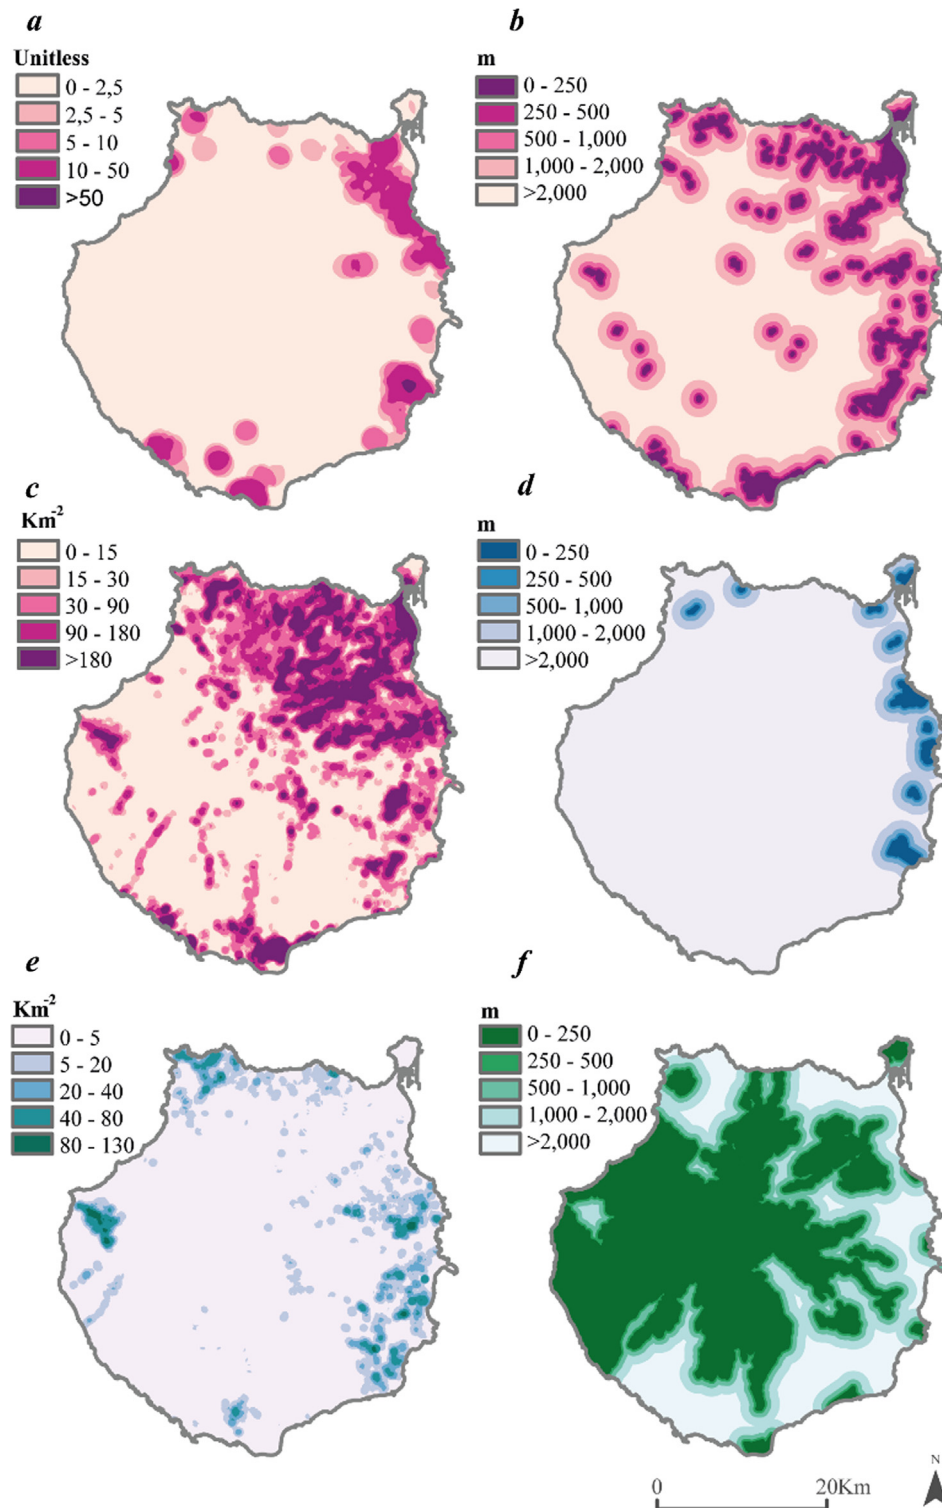 a
Unitless
0 - 2,5
2,5 - 5
5 - 10
10 - 50
>50
b
m
0 - 250
250 - 500
500 - 1,000
1,000 - 2,000
>2,000
c
Km-2
0 - 15
15 - 30
30 - 90
90 - 180
>180
d
m
0 - 250
250 - 500
500- 1,000
1,000 - 2,000
>2,000
e
Km-2
0 - 5
5 - 20
20 - 40
40 - 80
80 - 130
f
m
0 - 250
250 - 500
500 - 1,000
1,000 - 2,000
>2,000
0 20Km
N